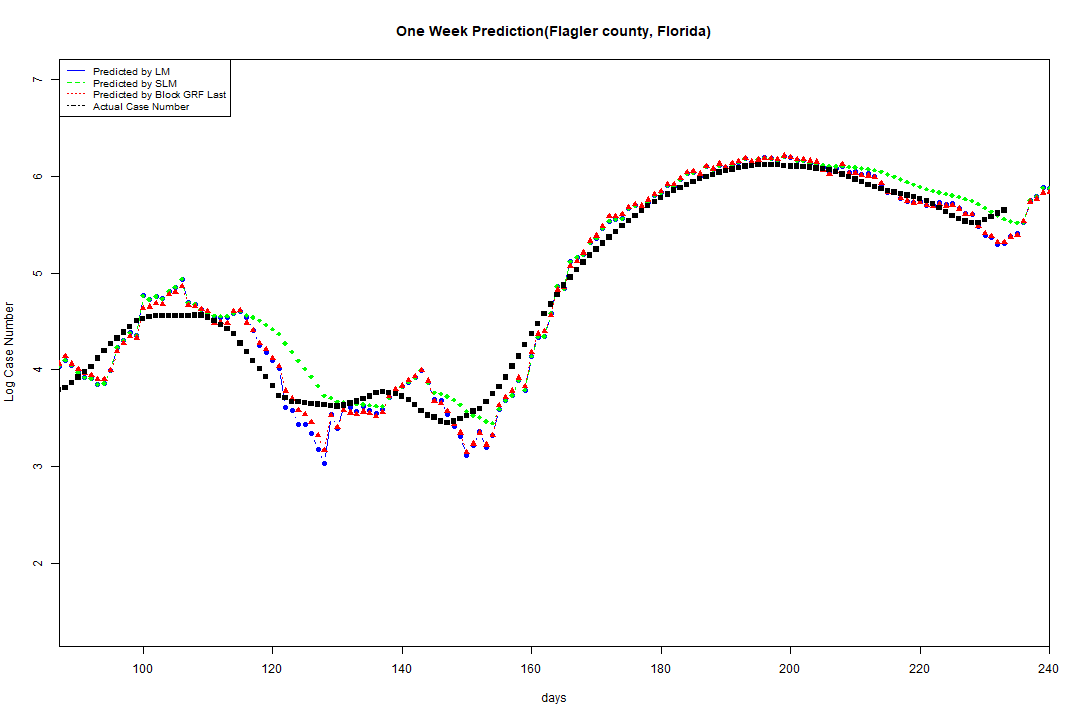 One Week Prediction(Flagler county, Florida)
Predicted by LM
Predicted by SLM
Predicted by Block GRF Last
Actual Case Number
7
6
5
4
3
2
Log Case Number
100 120 140 160 180 200 220 240
days